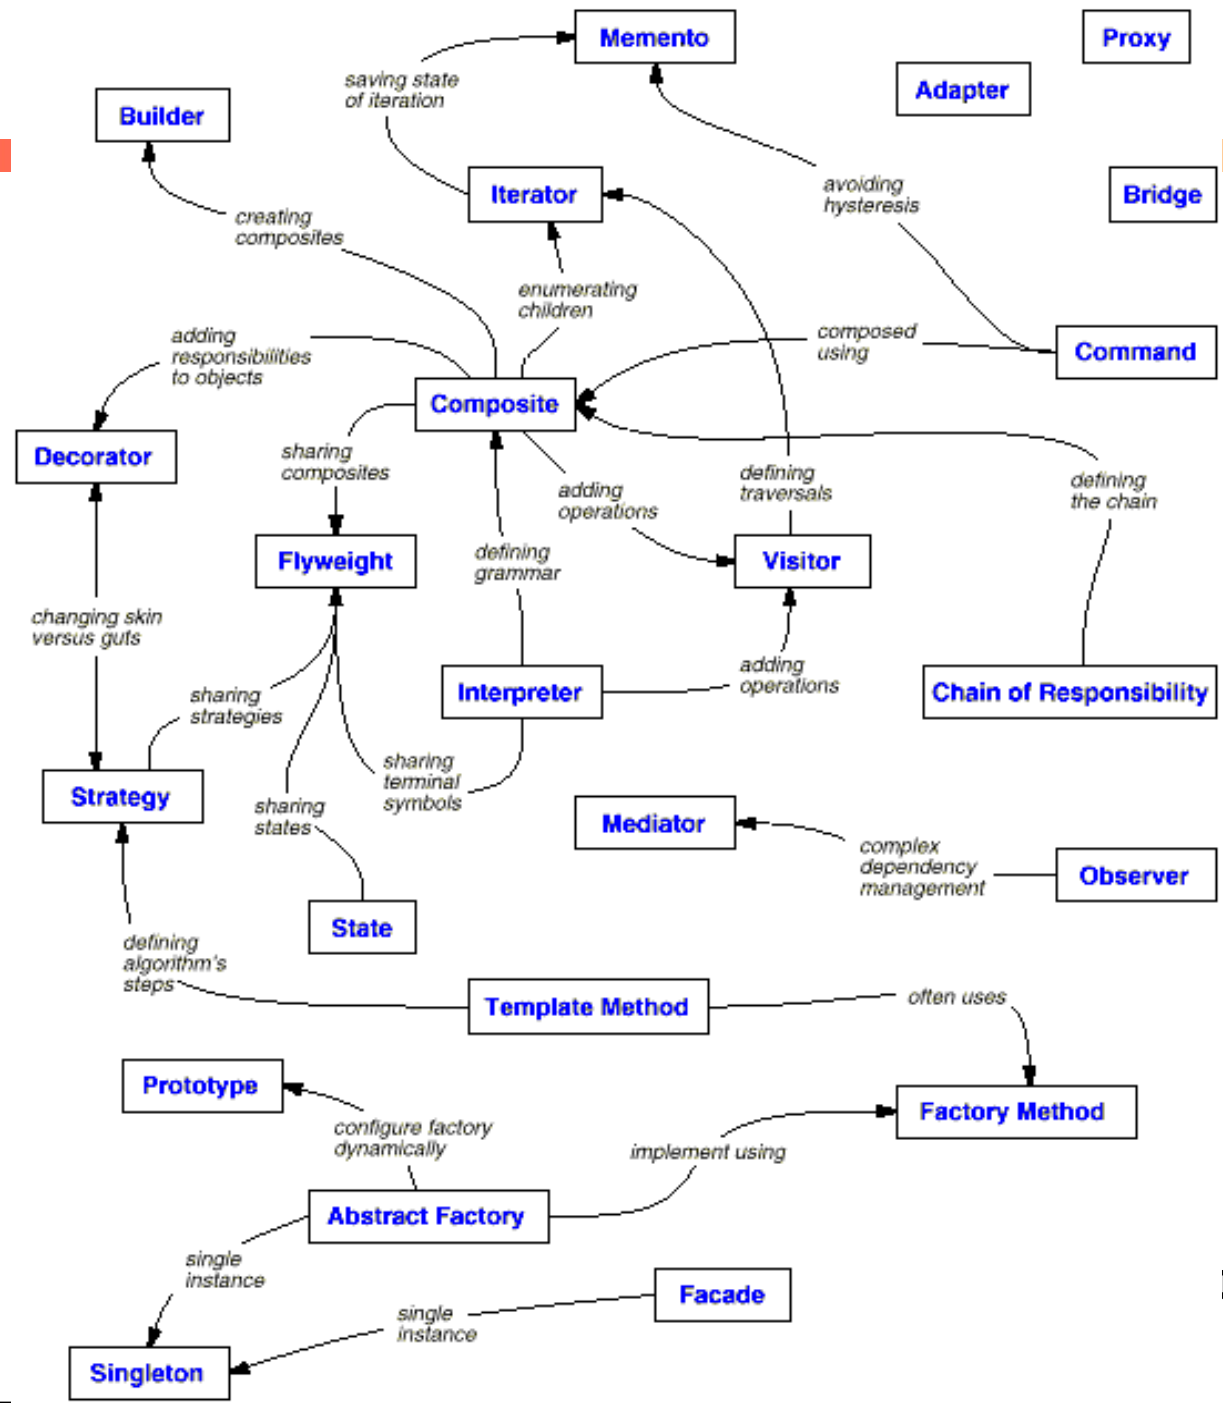 Memento
Proxy
saving state
of iteration
Adapter
Builder
avoiding
hysteresis
Iterator
Bridge
creating
composites
enumerating
children
adding
responsibilities
to objects
composed
using
Command
Composite
Decorator
sharing
composites
adding
operations
defining
traversals
defining
the chain
Flyweight
defining
grammar
Visitor
changing skin
versus guts
sharing
strategies
Interpreter
adding
operations
Chain of Responsibility
sharing
terminal
symbols
Strategy
sharing
states
Mediator
complex
dependency
management
Observer
State
defining
algorithm's
steps
Template Method
often uses
Prototype
Factory Method
configure factory
dynamically
implement using
Abstract Factory
single
instance
Facade
single
instance
Singleton